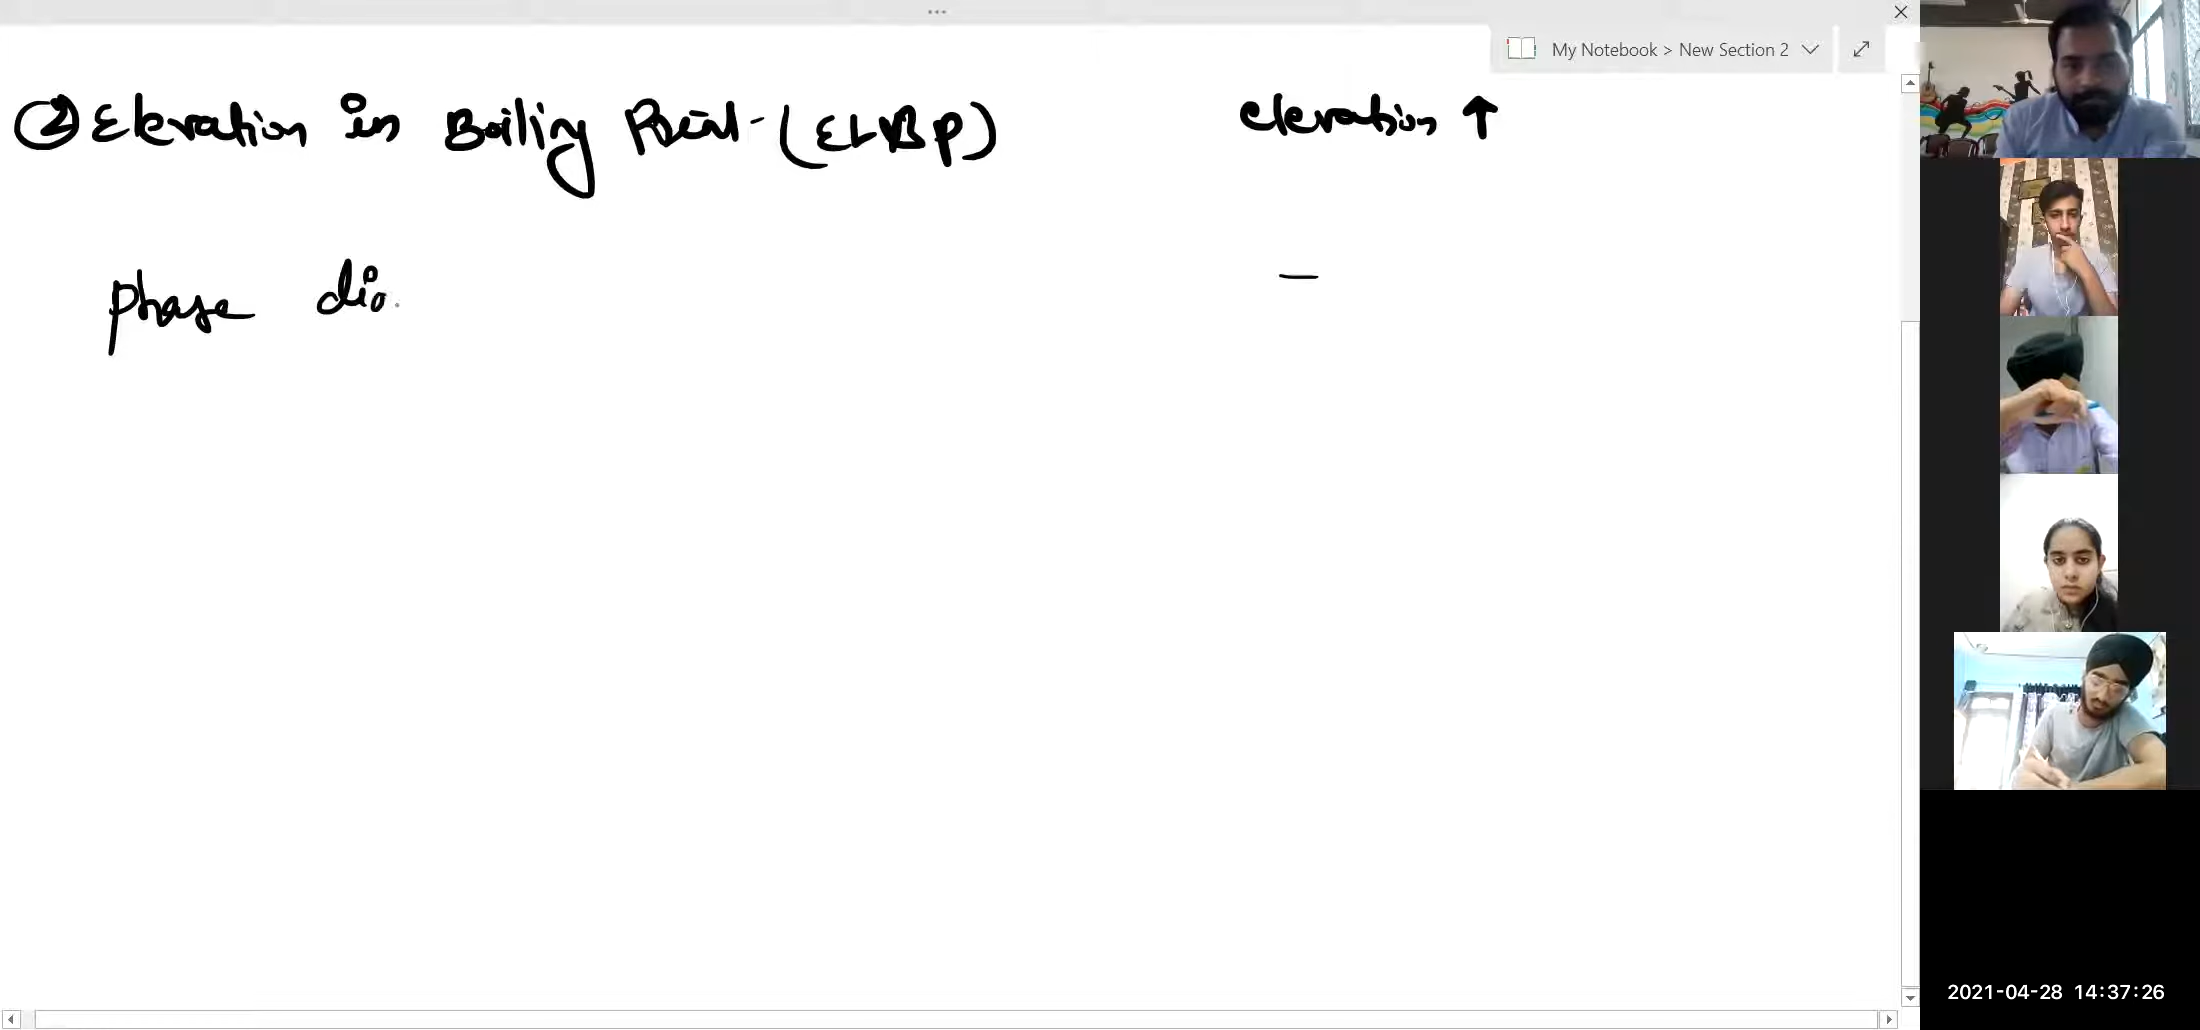 My Notebook > New Section 2
② Elevation in Boiling Point - (ELBP)
elevation ↑
phase dia
2021-04-28 14:37:26